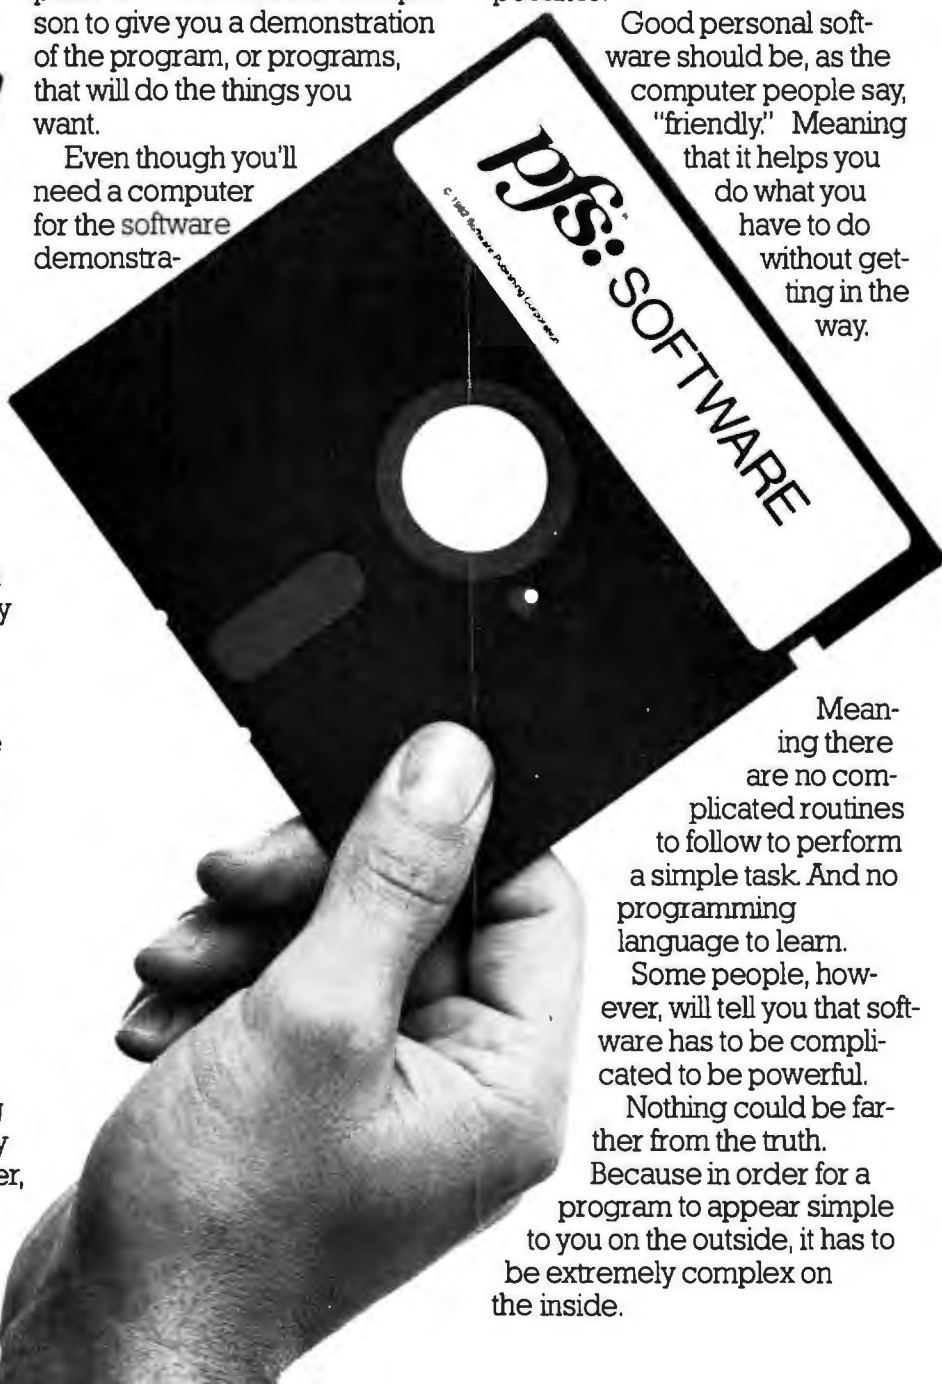 son to give you a demonstration
of the program, or programs,
that will do the things you
want.
Even though you'll
need a computer
for the software
demonstra-
Good personal soft-
ware should be, as the
computer people say,
"friendly." Meaning
that it helps you
do what you
have to do
without get-
ting in the
way.
pfs: SOFTWARE
© 1982 Software Publishing Corporation
Mean-
ing there
are no com-
plicated routines
to follow to perform
a simple task. And no
programming
language to learn.
Some people, how-
ever, will tell you that soft-
ware has to be compli-
cated to be powerful.
Nothing could be far-
ther from the truth.
Because in order for a
program to appear simple
to you on the outside, it has to
be extremely complex on
the inside.
y
er,